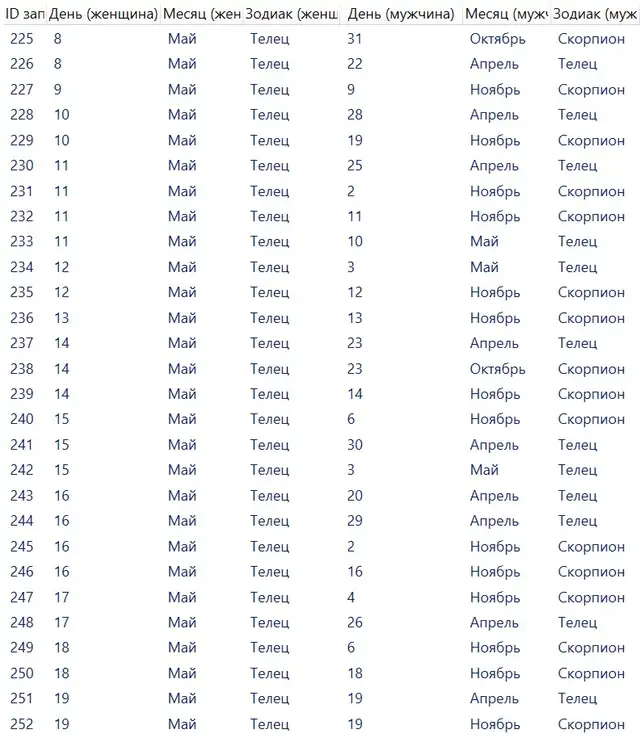 ID зап День (женщина) Месяц (жен Зодиак (женщ День (мужчина) Месяц (мужч Зодиак (муж
225 8 Май Телец 31 Октябрь Скорпион
226 8 Май Телец 22 Апрель Телец
227 9 Май Телец 9 Ноябрь Скорпион
228 10 Май Телец 28 Апрель Телец
229 10 Май Телец 19 Ноябрь Скорпион
230 11 Май Телец 25 Апрель Телец
231 11 Май Телец 2 Ноябрь Скорпион
232 11 Май Телец 11 Ноябрь Скорпион
233 11 Май Телец 10 Май Телец
234 12 Май Телец 3 Май Телец
235 12 Май Телец 12 Ноябрь Скорпион
236 13 Май Телец 13 Ноябрь Скорпион
237 14 Май Телец 23 Апрель Телец
238 14 Май Телец 23 Октябрь Скорпион
239 14 Май Телец 14 Ноябрь Скорпион
240 15 Май Телец 6 Ноябрь Скорпион
241 15 Май Телец 30 Апрель Телец
242 15 Май Телец 3 Май Телец
243 16 Май Телец 20 Апрель Телец
244 16 Май Телец 29 Апрель Телец
245 16 Май Телец 2 Ноябрь Скорпион
246 16 Май Телец 16 Ноябрь Скорпион
247 17 Май Телец 4 Ноябрь Скорпион
248 17 Май Телец 26 Апрель Телец
249 18 Май Телец 6 Ноябрь Скорпион
250 18 Май Телец 18 Ноябрь Скорпион
251 19 Май Телец 19 Апрель Телец
252 19 Май Телец 19 Ноябрь Скорпион